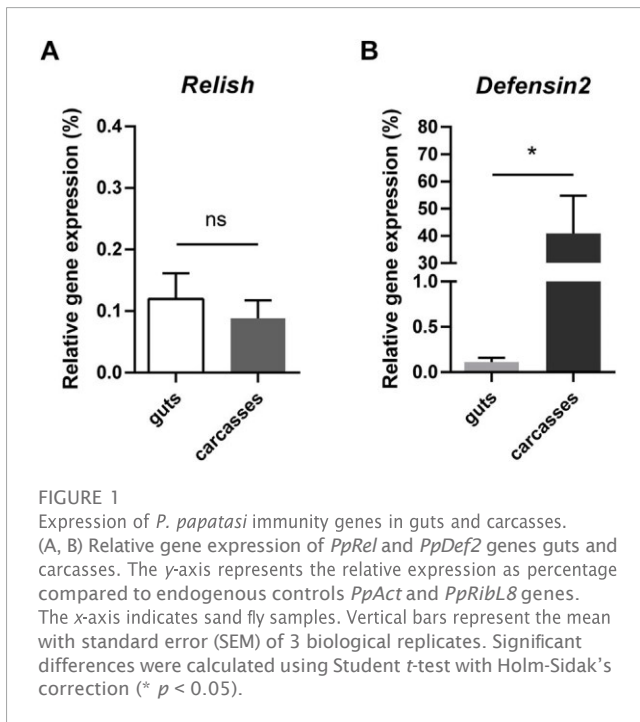 A
Relish
Relative gene expression (%)
0.4
0.3
0.2
0.1
0.0
ns
guts
carcasses
B
Defensin2
Relative gene expression (%)
80
70
60
50
40
30
1.0
0.5
0.0
*
guts
carcasses
FIGURE 1
Expression of P. papatasi immunity genes in guts and carcasses.
(A, B) Relative gene expression of PpRel and PpDef2 genes guts and
carcasses. The y-axis represents the relative expression as percentage
compared to endogenous controls PpAct and PpRibL8 genes.
The x-axis indicates sand fly samples. Vertical bars represent the mean
with standard error (SEM) of 3 biological replicates. Significant
differences were calculated using Student t-test with Holm-Sidak's
correction (* p < 0.05).